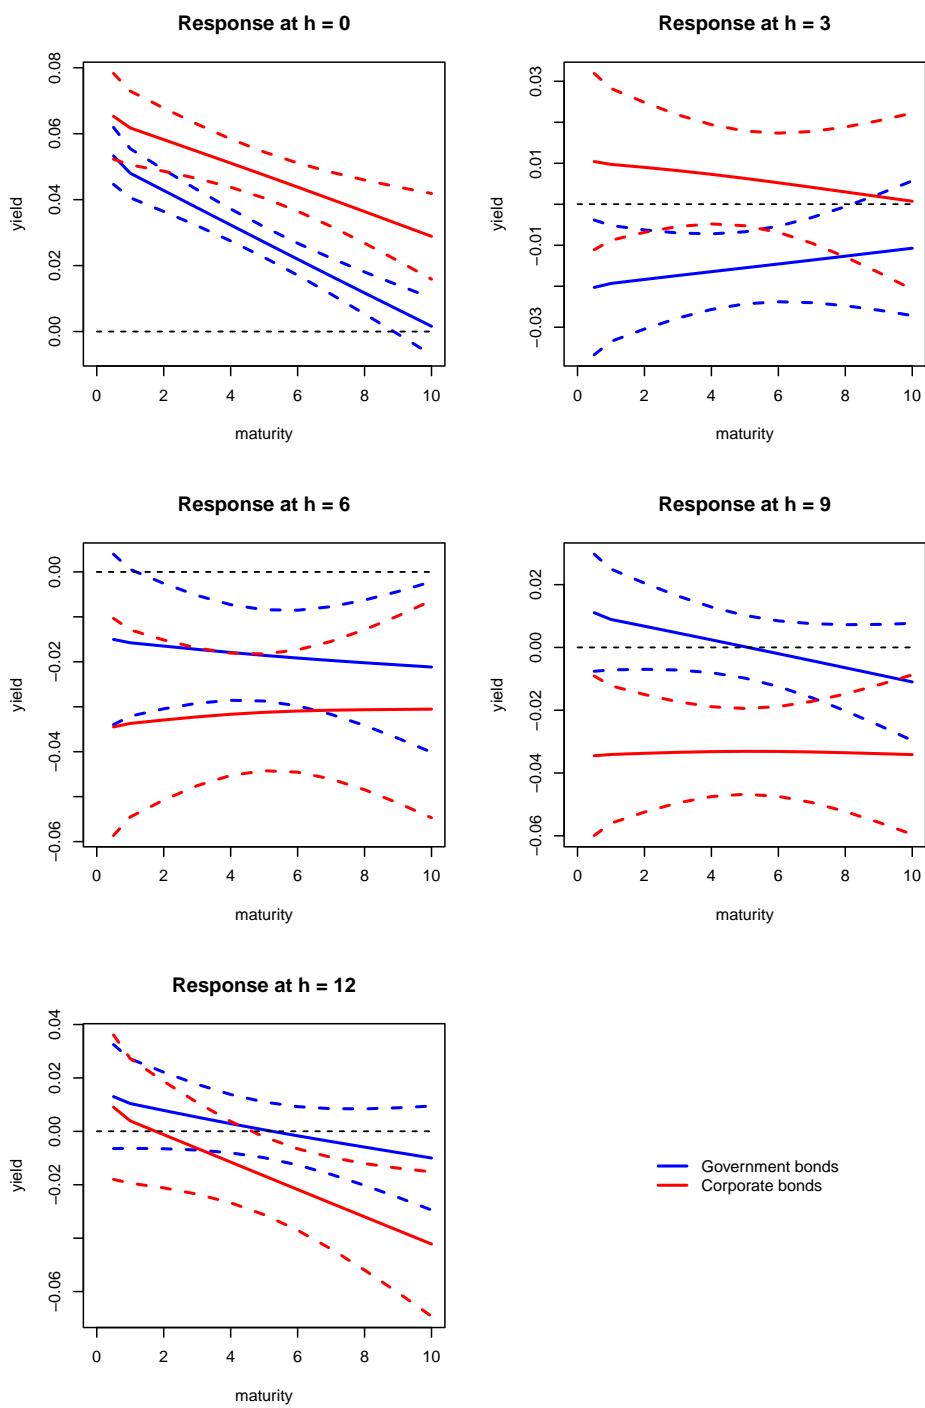 Response at h = 0
yield
0.00 0.02 0.04 0.06 0.08
0 2 4 6 8 10
maturity
Response at h = 3
yield
−0.03 −0.01 0.01 0.03
0 2 4 6 8 10
maturity
Response at h = 6
yield
−0.06 −0.04 −0.02 0.00
0 2 4 6 8 10
maturity
Response at h = 9
yield
−0.06 −0.04 −0.02 0.00 0.02
0 2 4 6 8 10
maturity
Response at h = 12
yield
−0.06 −0.02 0.00 0.02 0.04
0 2 4 6 8 10
maturity
Government bonds
Corporate bonds